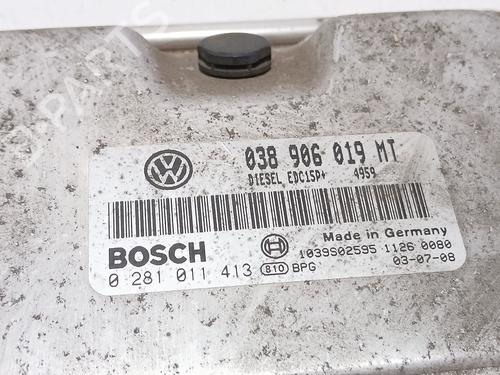 038 906 019 MT
DIESEL EDC15P+ 4959
BOSCH
0 281 011 413
Made in Germany
1039S02595 1126 0080
810 BPG
03-07-08